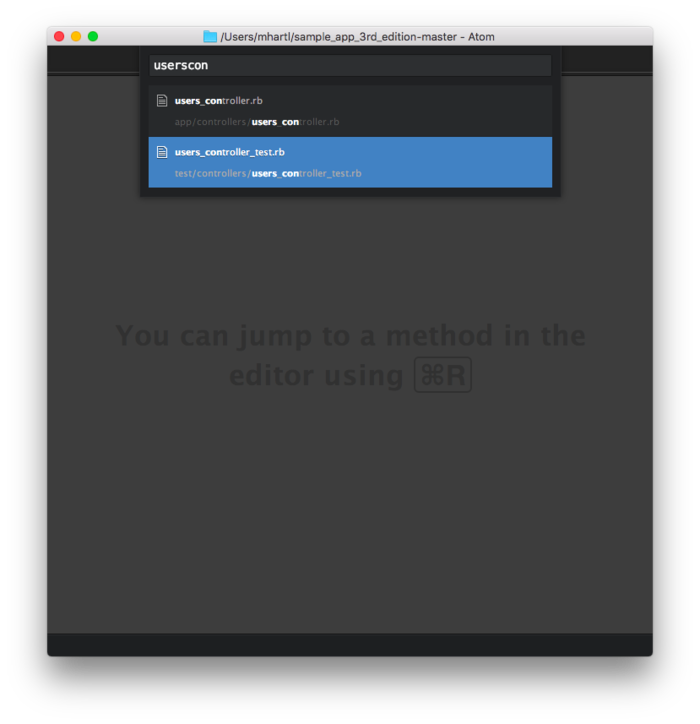 /Users/mhartl/sample_app_3rd_edition-master - Atom
userscon
users_controller.rb
app/controllers/users_controller.rb
users_controller_test.rb
test/controllers/users_controller_test.rb
You can jump to a method in the
editor using ⌘R